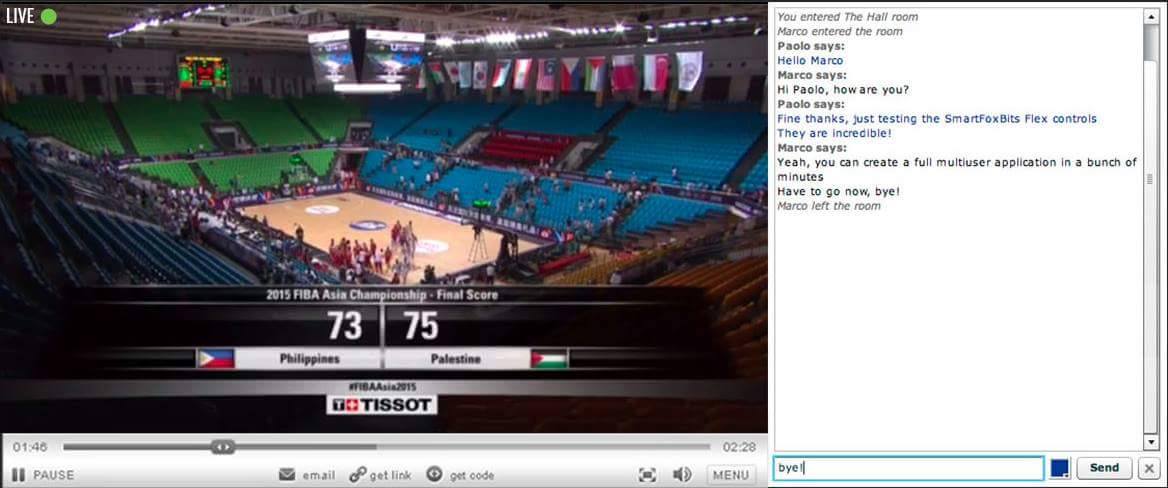 LIVE
2015 FIBA Asia Championship - Final Score
73 75
Philippines Palestine
#FIBAAsia2015
T+TISSOT
01:46 02:28
PAUSE email get link get code MENU
You entered The Hall room
Marco entered the room
Paolo says:
Hello Marco
Marco says:
Hi Paolo, how are you?
Paolo says:
Fine thanks, just testing the SmartFoxBits Flex controls
They are incredible!
Marco says:
Yeah, you can create a full multiuser application in a bunch of
minutes
Have to go now, bye!
Marco left the room
bye! Send